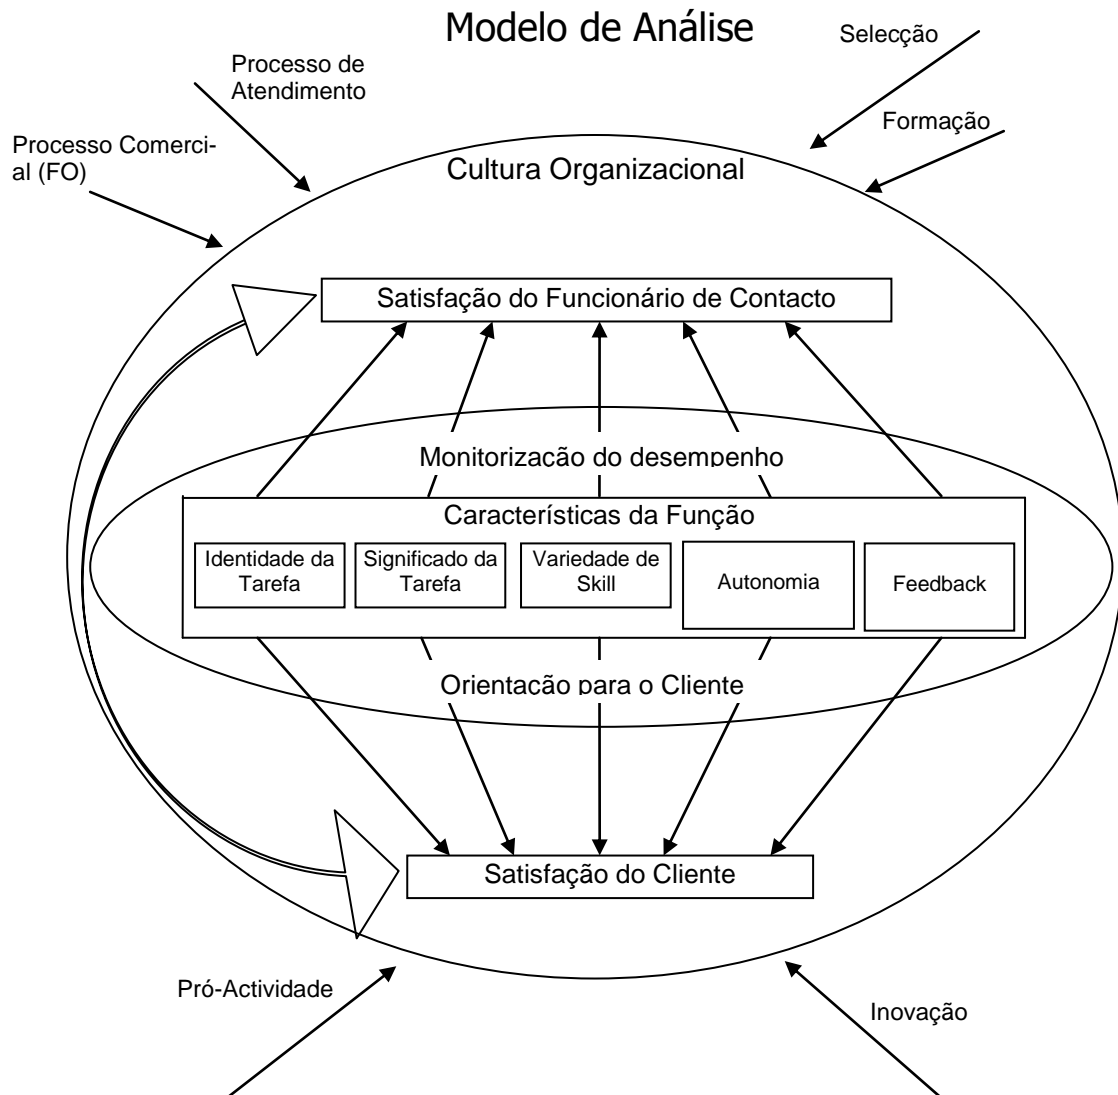 Modelo de Análise
Selecção
Processo de
Atendimento
Formação
Processo Comerci-
al (FO)
Cultura Organizacional
Satisfação do Funcionário de Contacto
Monitorização do desempenho
Características da Função
Identidade da
Tarefa
Significado da
Tarefa
Variedade de
Skill
Autonomia
Feedback
Orientação para o Cliente
Satisfação do Cliente
Pró-Actividade
Inovação